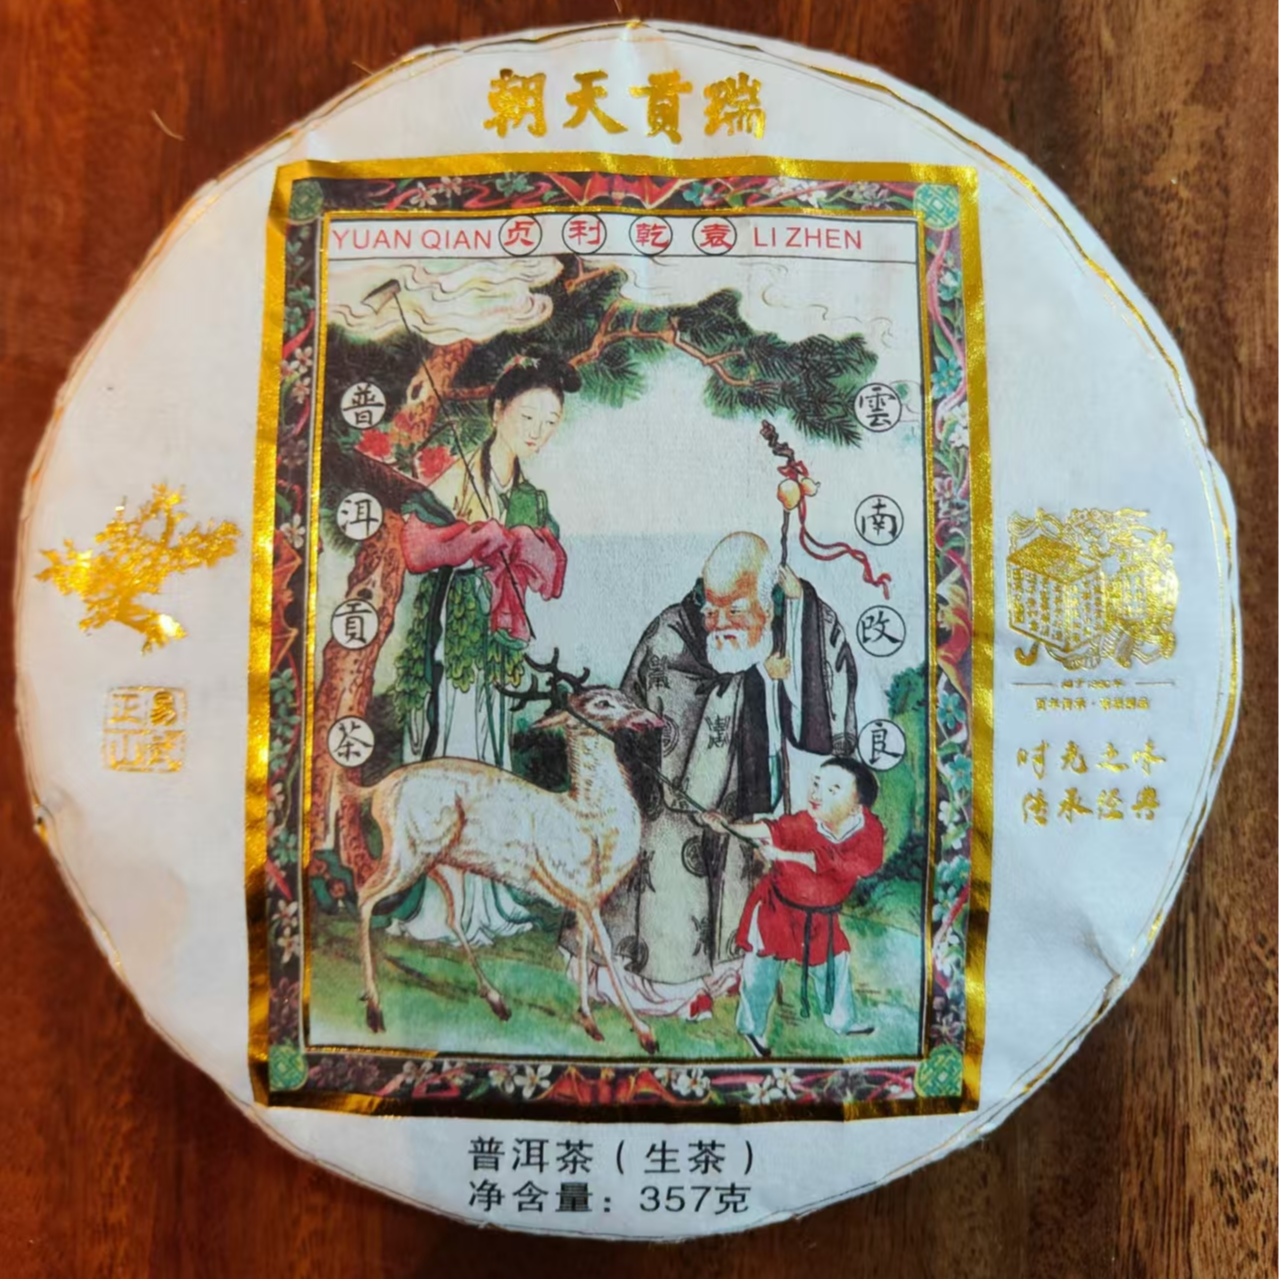 朝天貢瑞
YUAN QIAN 贞利乾袁 LI ZHEN
雲南攺良
普洱貢茶
易武
正山
时光之味
传承经典
普洱茶（生茶）
净含量：357克